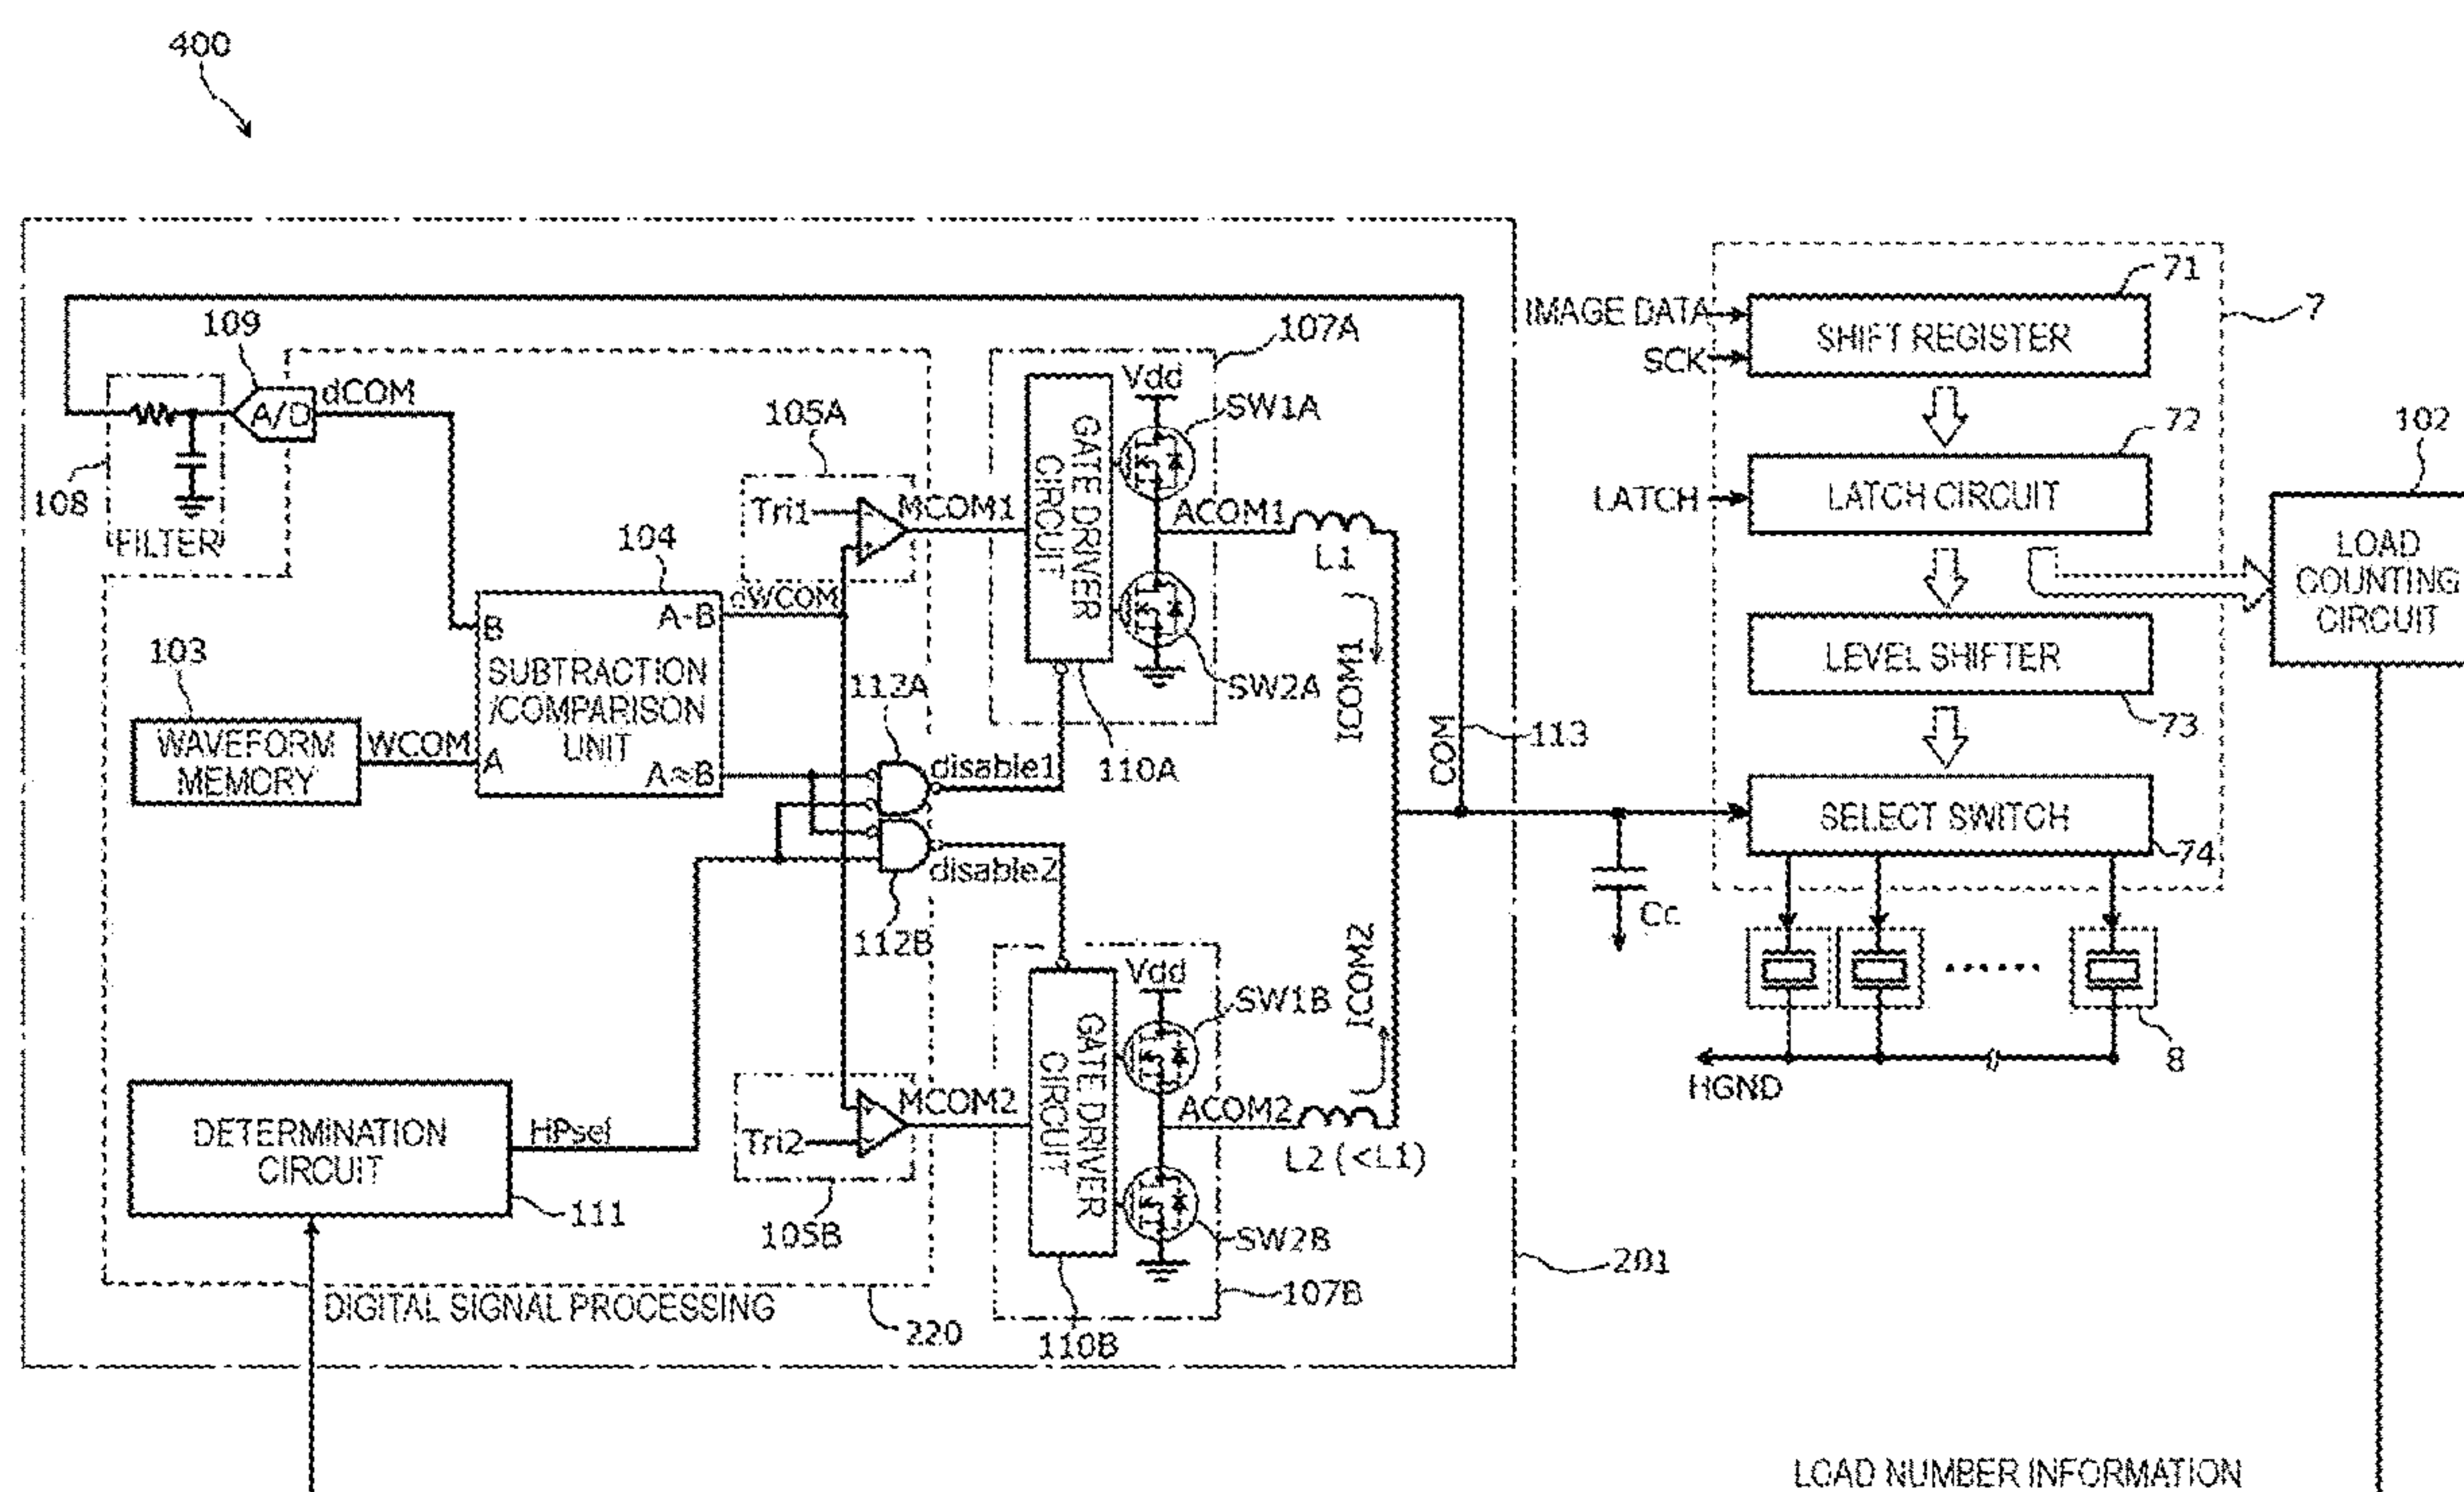 400
109
dCOM
A/D
108
FILTER
105A
Tri1
MCOM1
104
dWCOM
B
A-B
SUBTRACTION
/COMPARISON
UNIT
A
A≈B
103
WAVEFORM
MEMORY
WCOM
112A
disable1
disable2
112B
DETERMINATION
CIRCUIT
HPsel
111
Tri2
MCOM2
105B
DIGITAL SIGNAL PROCESSING
220
107A
Vdd
GATE DRIVER
CIRCUIT
SW1A
ACOM1
L1
SW2A
110A
ICOM1
COM
113
Vdd
GATE DRIVER
CIRCUIT
SW1B
ACOM2
ICOM2
L2 (<L1)
SW2B
107B
110B
201
IMAGE DATA
SCK
71
SHIFT REGISTER
7
72
LATCH
LATCH CIRCUIT
102
LOAD
COUNTING
CIRCUIT
LEVEL SHIFTER
73
SELECT SWITCH
74
Cc
8
HGND
LOAD NUMBER INFORMATION